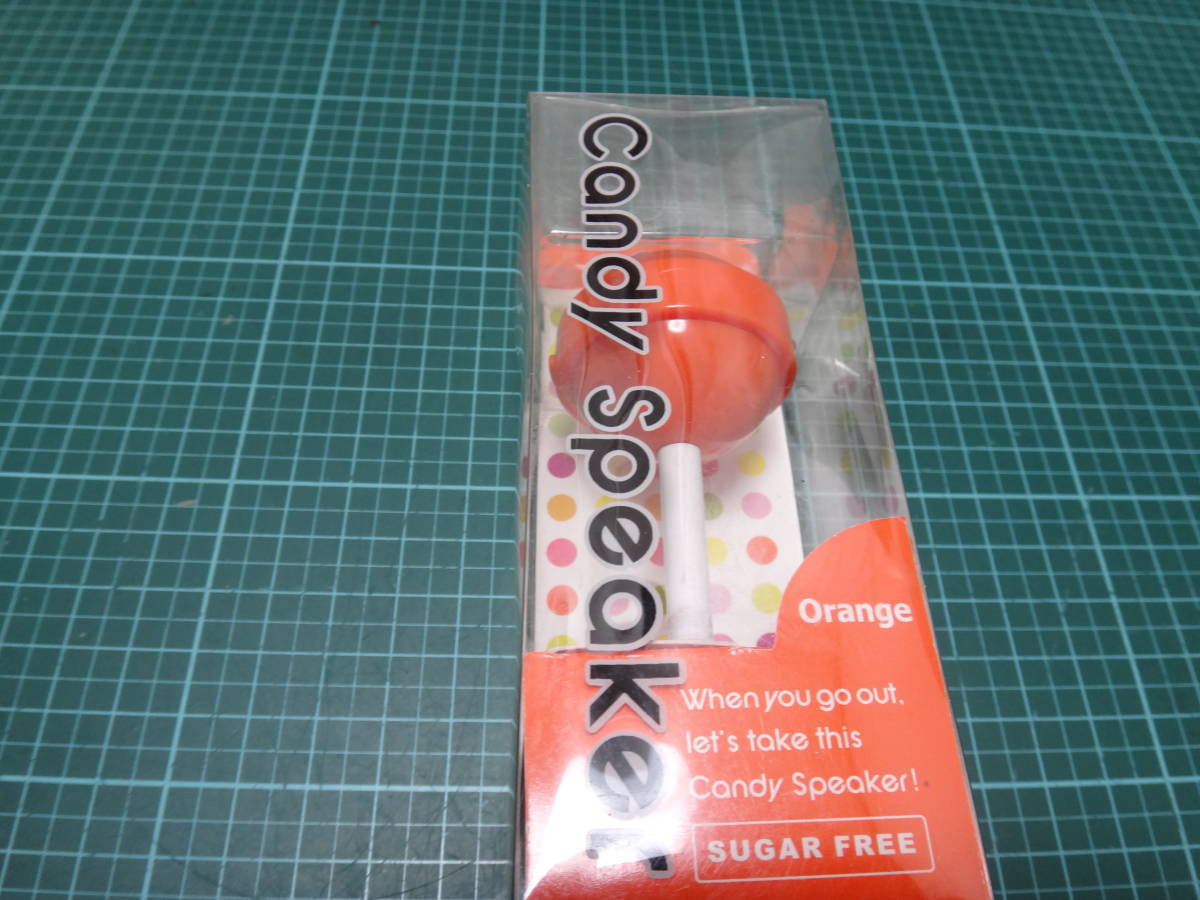 Candy Speaker
Orange
When you go out,
let's take this
Candy Speaker!
SUGAR FREE